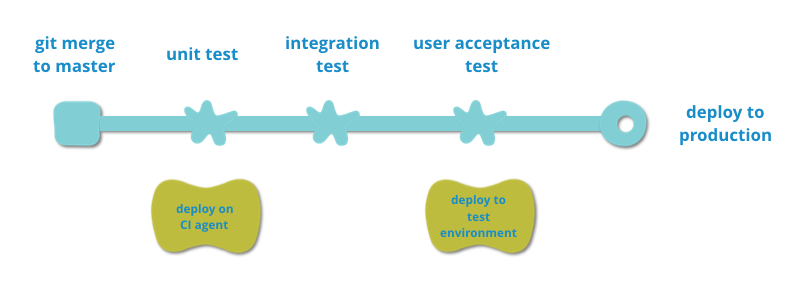 git merge
to master
unit test
integration
test
user acceptance
test
deploy to
production
deploy on
CI agent
deploy to
test
environment